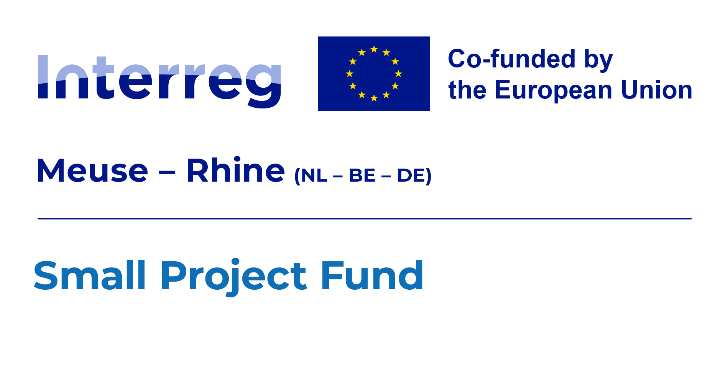 Interreg
Co-funded by
the European Union
Meuse – Rhine (NL – BE – DE)
Small Project Fund